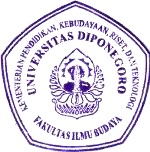 KEMENTERIAN PENDIDIKAN, KEBUDAYAAN, RISET, DAN TEKNOLOGI
UNIVERSITAS DIPONEGORO
FAKULTAS ILMU BUDAYA